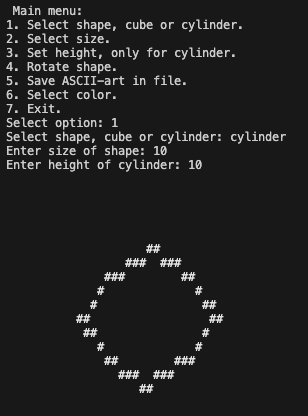 Main menu:
1. Select shape, cube or cylinder.
2. Select size.
3. Set height, only for cylinder.
4. Rotate shape.
5. Save ASCII-art in file.
6. Select color.
7. Exit.
Select option: 1
Select shape, cube or cylinder: cylinder
Enter size of shape: 10
Enter height of cylinder: 10
##
### ###
### ##
# #
# ##
## ##
## #
# #
## ###
### ###
##